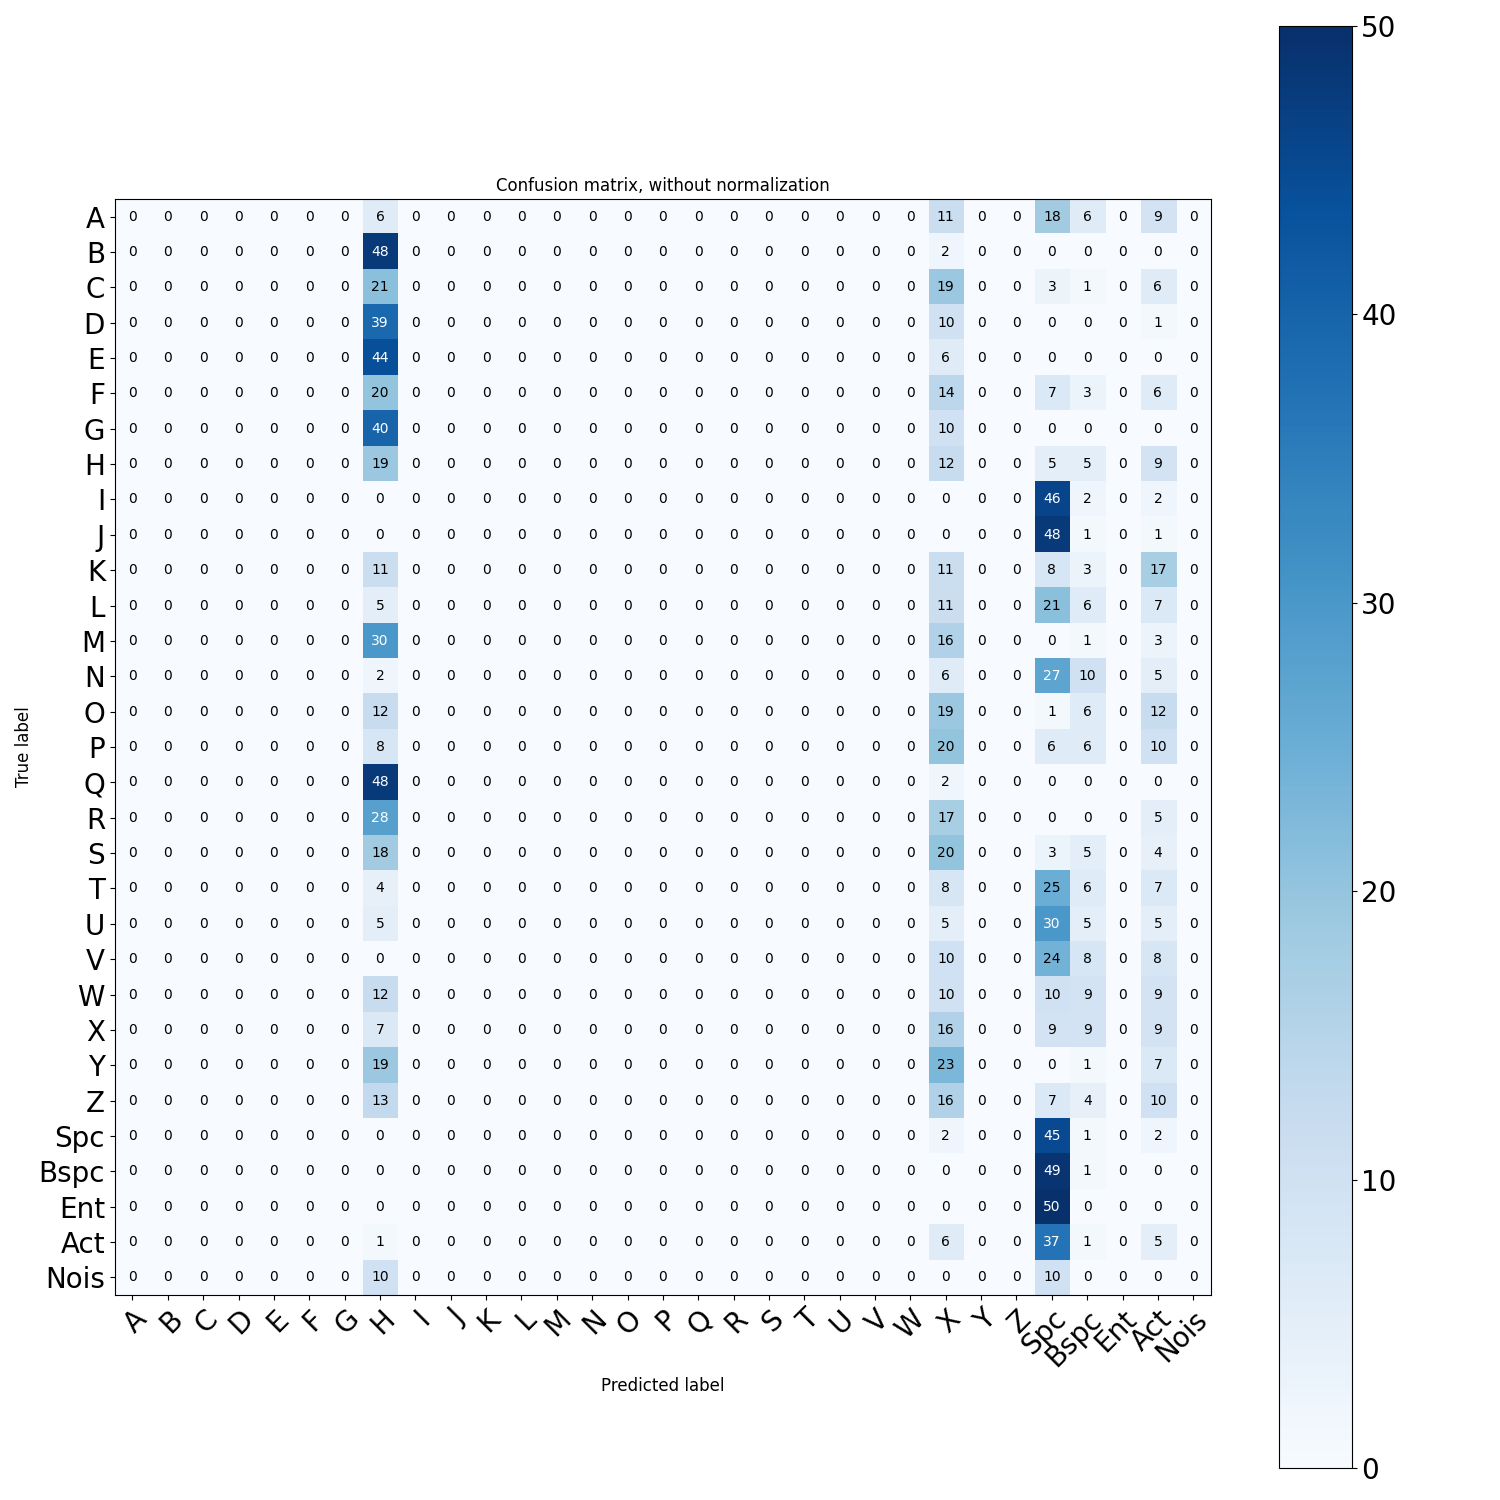 Confusion matrix, without normalization
A 0 0 0 0 0 0 0 6 0 0 0 0 0 0 0 0 0 0 0 0 0 0 0 11 0 0 18 6 0 9 0
B 0 0 0 0 0 0 0 48 0 0 0 0 0 0 0 0 0 0 0 0 0 0 0 2 0 0 0 0 0 0 0
C 0 0 0 0 0 0 0 21 0 0 0 0 0 0 0 0 0 0 0 0 0 0 0 19 0 0 3 1 0 6 0
D 0 0 0 0 0 0 0 39 0 0 0 0 0 0 0 0 0 0 0 0 0 0 0 10 0 0 0 0 0 1 0
E 0 0 0 0 0 0 0 44 0 0 0 0 0 0 0 0 0 0 0 0 0 0 0 6 0 0 0 0 0 0 0
F 0 0 0 0 0 0 0 20 0 0 0 0 0 0 0 0 0 0 0 0 0 0 0 14 0 0 7 3 0 6 0
G 0 0 0 0 0 0 0 40 0 0 0 0 0 0 0 0 0 0 0 0 0 0 0 10 0 0 0 0 0 0 0
H 0 0 0 0 0 0 0 19 0 0 0 0 0 0 0 0 0 0 0 0 0 0 0 12 0 0 5 5 0 9 0
I 0 0 0 0 0 0 0 0 0 0 0 0 0 0 0 0 0 0 0 0 0 0 0 0 0 0 46 2 0 2 0
J 0 0 0 0 0 0 0 0 0 0 0 0 0 0 0 0 0 0 0 0 0 0 0 0 0 0 48 1 0 1 0
K 0 0 0 0 0 0 0 11 0 0 0 0 0 0 0 0 0 0 0 0 0 0 0 11 0 0 8 3 0 17 0
L 0 0 0 0 0 0 0 5 0 0 0 0 0 0 0 0 0 0 0 0 0 0 0 11 0 0 21 6 0 7 0
M 0 0 0 0 0 0 0 30 0 0 0 0 0 0 0 0 0 0 0 0 0 0 0 16 0 0 0 1 0 3 0
N 0 0 0 0 0 0 0 2 0 0 0 0 0 0 0 0 0 0 0 0 0 0 0 6 0 0 27 10 0 5 0
O 0 0 0 0 0 0 0 12 0 0 0 0 0 0 0 0 0 0 0 0 0 0 0 19 0 0 1 6 0 12 0
P 0 0 0 0 0 0 0 8 0 0 0 0 0 0 0 0 0 0 0 0 0 0 0 20 0 0 6 6 0 10 0
Q 0 0 0 0 0 0 0 48 0 0 0 0 0 0 0 0 0 0 0 0 0 0 0 2 0 0 0 0 0 0 0
R 0 0 0 0 0 0 0 28 0 0 0 0 0 0 0 0 0 0 0 0 0 0 0 17 0 0 0 0 0 5 0
S 0 0 0 0 0 0 0 18 0 0 0 0 0 0 0 0 0 0 0 0 0 0 0 20 0 0 3 5 0 4 0
T 0 0 0 0 0 0 0 4 0 0 0 0 0 0 0 0 0 0 0 0 0 0 0 8 0 0 25 6 0 7 0
U 0 0 0 0 0 0 0 5 0 0 0 0 0 0 0 0 0 0 0 0 0 0 0 5 0 0 30 5 0 5 0
V 0 0 0 0 0 0 0 0 0 0 0 0 0 0 0 0 0 0 0 0 0 0 0 10 0 0 24 8 0 8 0
W 0 0 0 0 0 0 0 12 0 0 0 0 0 0 0 0 0 0 0 0 0 0 0 10 0 0 10 9 0 9 0
X 0 0 0 0 0 0 0 7 0 0 0 0 0 0 0 0 0 0 0 0 0 0 0 16 0 0 9 9 0 9 0
Y 0 0 0 0 0 0 0 19 0 0 0 0 0 0 0 0 0 0 0 0 0 0 0 23 0 0 0 1 0 7 0
Z 0 0 0 0 0 0 0 13 0 0 0 0 0 0 0 0 0 0 0 0 0 0 0 16 0 0 7 4 0 10 0
Spc 0 0 0 0 0 0 0 0 0 0 0 0 0 0 0 0 0 0 0 0 0 0 0 2 0 0 45 1 0 2 0
Bspc 0 0 0 0 0 0 0 0 0 0 0 0 0 0 0 0 0 0 0 0 0 0 0 0 0 0 49 1 0 0 0
Ent 0 0 0 0 0 0 0 0 0 0 0 0 0 0 0 0 0 0 0 0 0 0 0 0 0 0 50 0 0 0 0
Act 0 0 0 0 0 0 0 1 0 0 0 0 0 0 0 0 0 0 0 0 0 0 0 6 0 0 37 1 0 5 0
Nois 0 0 0 0 0 0 0 10 0 0 0 0 0 0 0 0 0 0 0 0 0 0 0 0 0 0 10 0 0 0 0
A B C D E F G H I J K L M N O P Q R S T U V W X Y Z Spc Bspc Ent Act Nois
Predicted label
True label
50
40
30
20
10
0